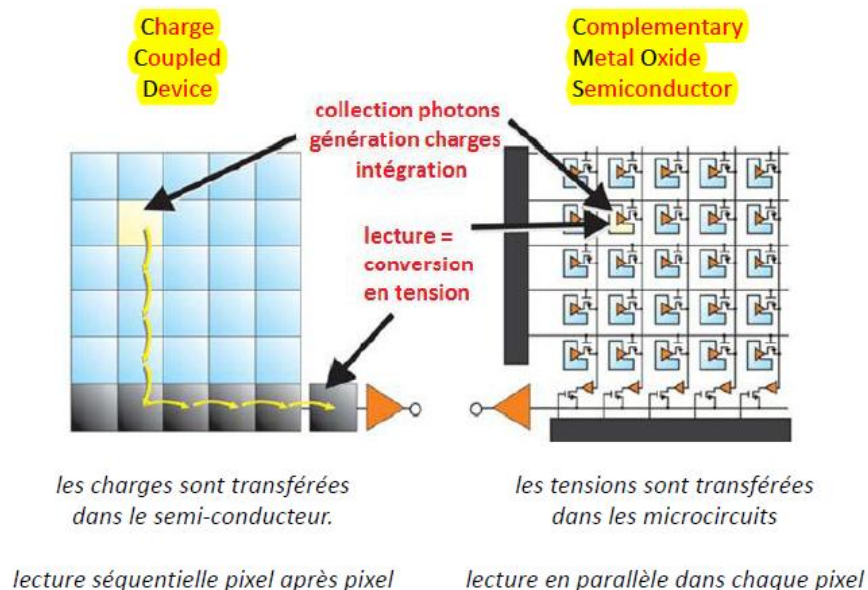 Charge
Coupled
Device
Complementary
Metal Oxide
Semiconductor
collection photons
génération charges
intégration
lecture =
conversion
en tension
les charges sont transférées
dans le semi-conducteur.
les tensions sont transférées
dans les microcircuits
lecture séquentielle pixel après pixel
lecture en parallèle dans chaque pixel